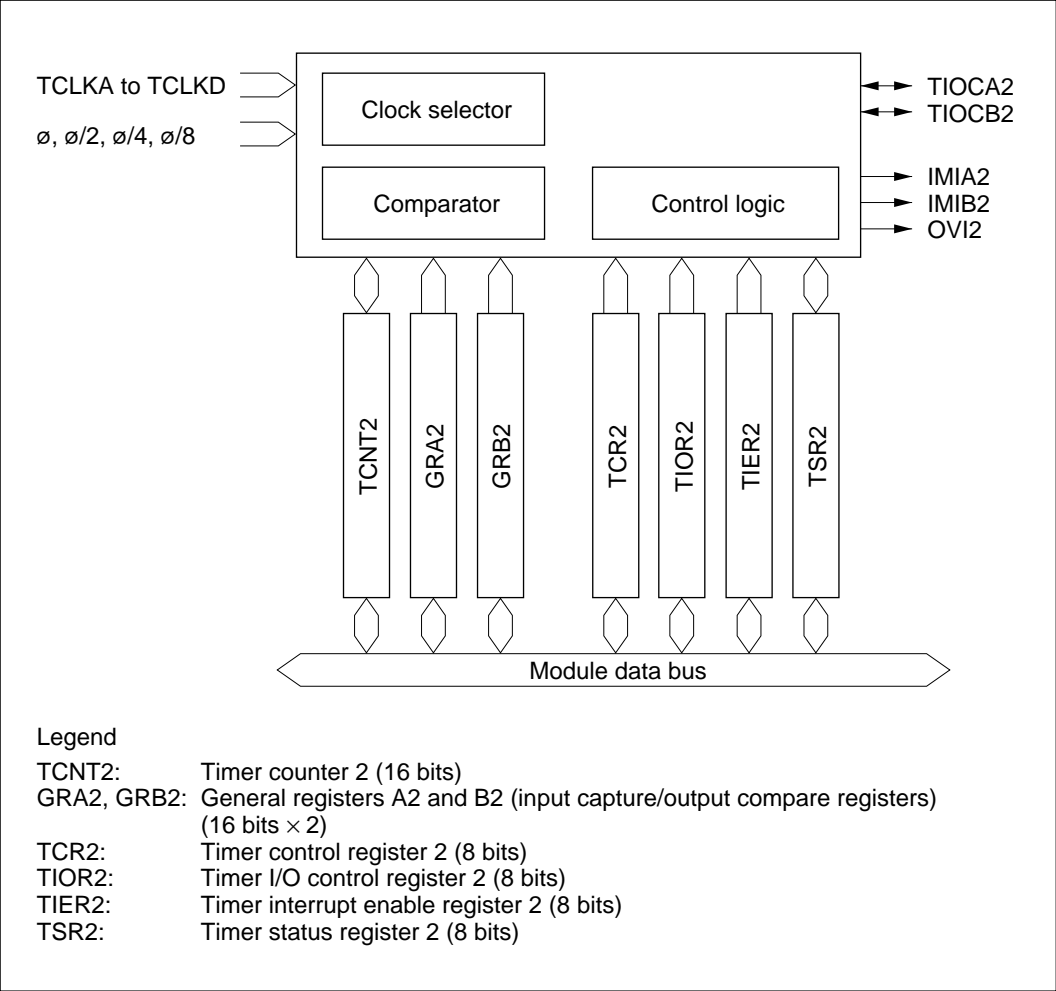 TCLKA to TCLKD
ø, ø/2, ø/4, ø/8
Clock selector
Comparator
Control logic
TIOCA2
TIOCB2
IMIA2
IMIB2
OVI2
TCNT2
GRA2
GRB2
TCR2
TIOR2
TIER2
TSR2
Module data bus
Legend
TCNT2: Timer counter 2 (16 bits)
GRA2, GRB2: General registers A2 and B2 (input capture/output compare registers)
(16 bits × 2)
TCR2: Timer control register 2 (8 bits)
TIOR2: Timer I/O control register 2 (8 bits)
TIER2: Timer interrupt enable register 2 (8 bits)
TSR2: Timer status register 2 (8 bits)